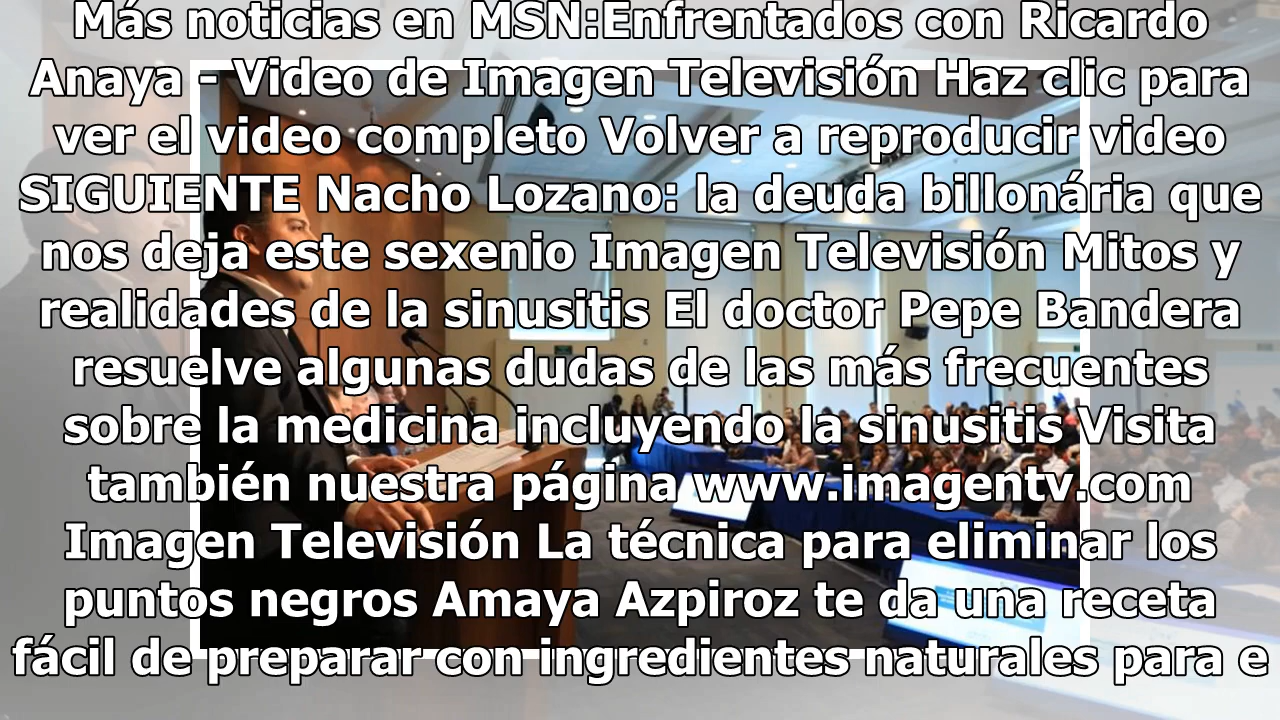 Más noticias en MSN:Enfrentados con Ricardo
Anaya - Video de Imagen Televisión Haz clic para
ver el video completo Volver a reproducir video
SIGUIENTE Nacho Lozano: la deuda billonária que
nos deja este sexenio Imagen Televisión Mitos y
realidades de la sinusitis El doctor Pepe Bandera
resuelve algunas dudas de las más frecuentes
sobre la medicina incluyendo la sinusitis Visita
también nuestra página www.imagentv.com
Imagen Televisión La técnica para eliminar los
puntos negros Amaya Azpiroz te da una receta
fácil de preparar con ingredientes naturales para e